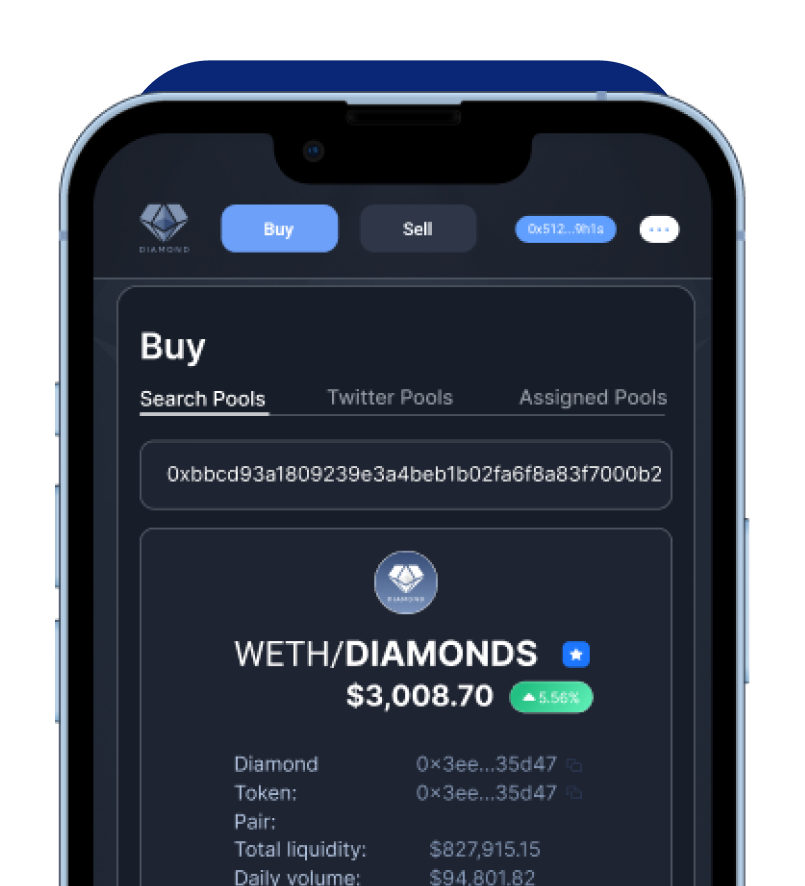 DIAMOND
Buy
Sell
0x512...9h1s
Buy
Search Pools
Twitter Pools
Assigned Pools
0xbbcd93a1809239e3a4beb1b02fa6f8a83f7000b2
DIAMOND
WETH/DIAMONDS
$3,008.70
5.56%
Diamond 0×3ee...35d47
Token: 0×3ee...35d47
Pair:
Total liquidity: $827,915.15
Daily volume: $94,801.82